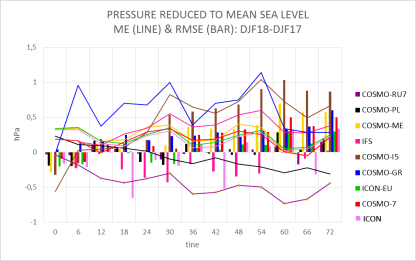 PRESSURE REDUCED TO MEAN SEA LEVEL
ME (LINE) & RMSE (BAR): DJF18-DJF17
1,5
1
0,5
0
-0,5
-1
hPa
0 6 12 18 24 30 36 42 48 54 60 66 72
time
COSMO-RU7
COSMO-PL
COSMO-ME
IFS
COSMO-I5
COSMO-GR
ICON-EU
COSMO-7
ICON